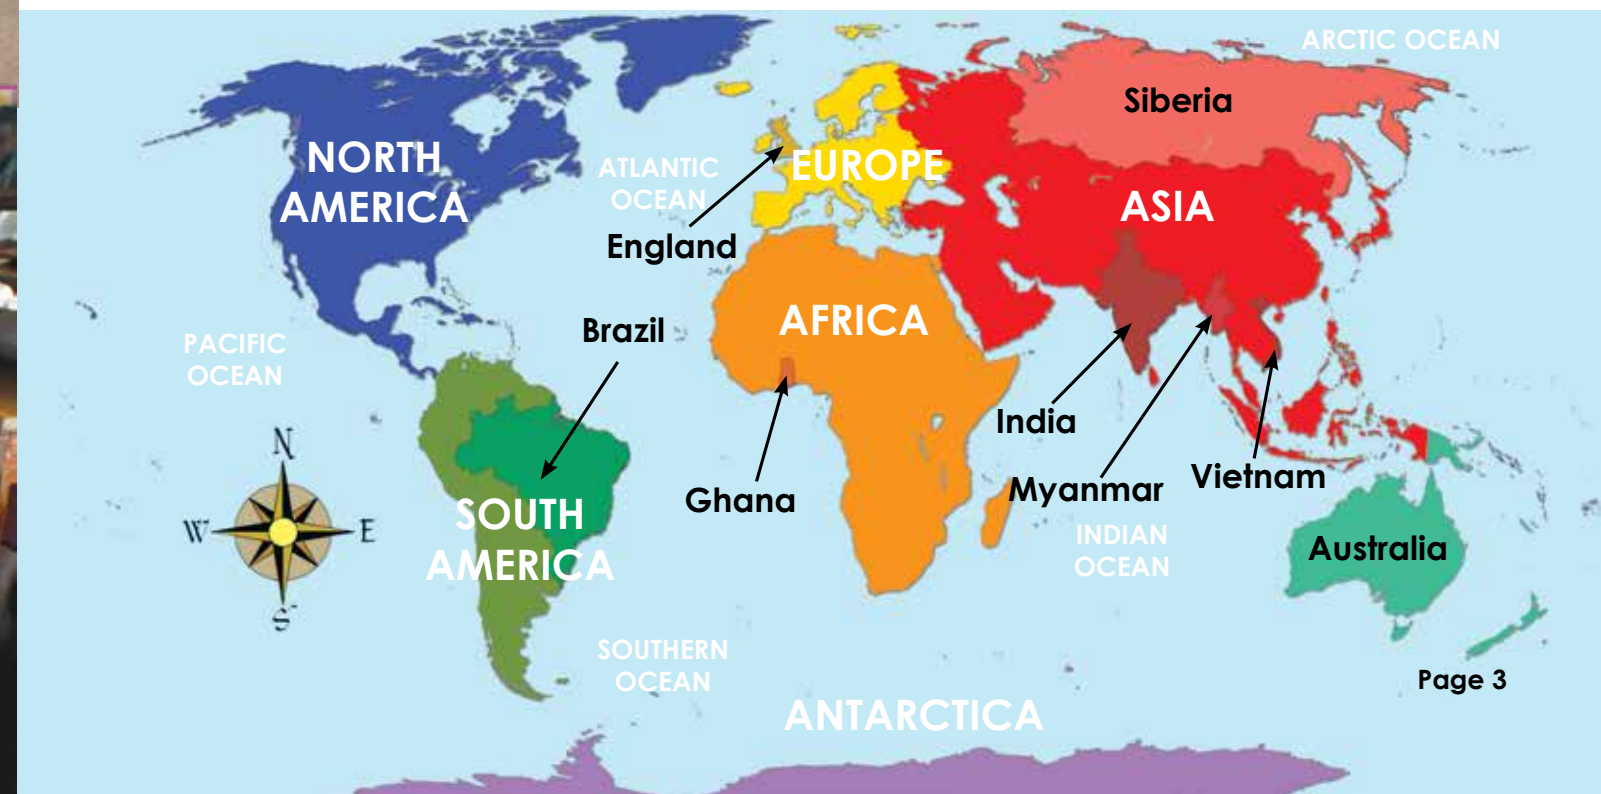 ARCTIC OCEAN
Siberia
NORTH
AMERICA
ATLANTIC
OCEAN
EUROPE
ASIA
England
AFRICA
Brazil
PACIFIC
OCEAN
India
Ghana
Myanmar
Vietnam
N
W
E
S
SOUTH
AMERICA
INDIAN
OCEAN
Australia
SOUTHERN
OCEAN
Page 3
ANTARCTICA